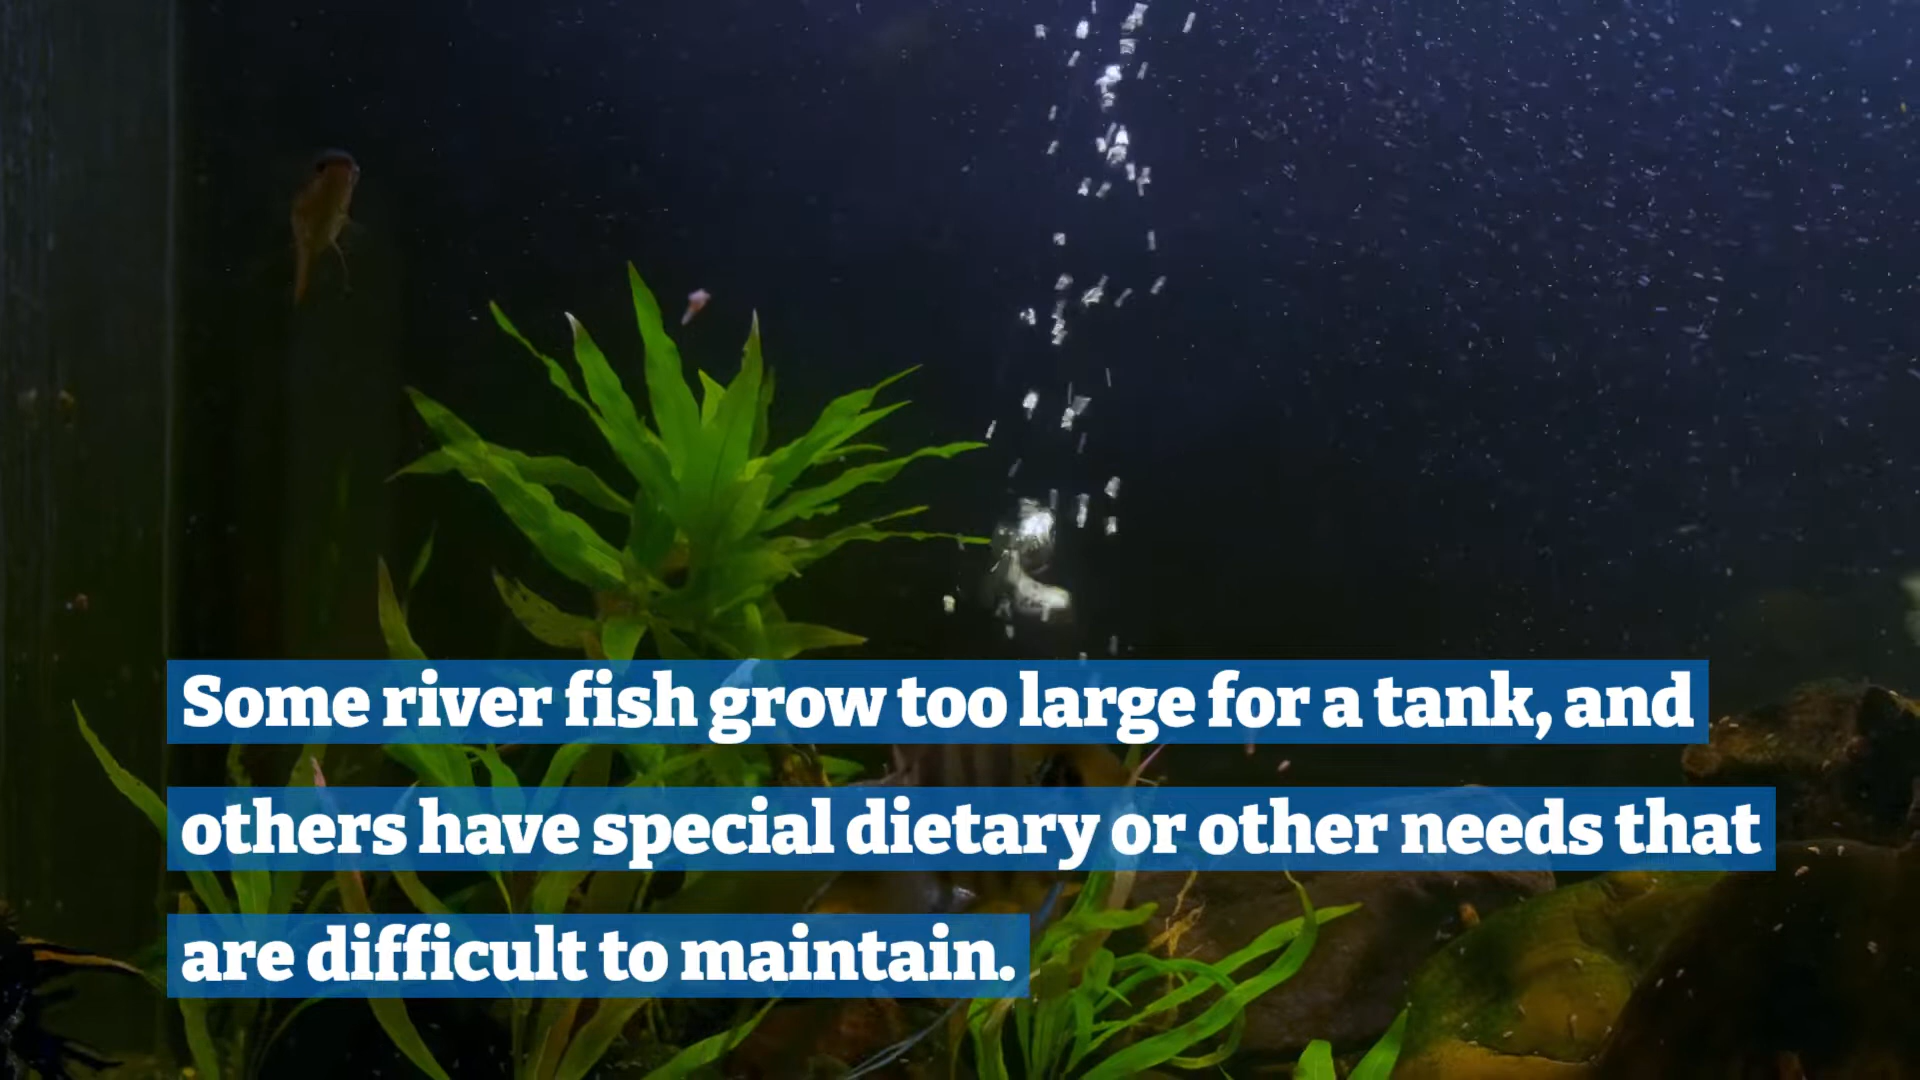 Some river fish grow too large for a tank, and
others have special dietary or other needs that
are difficult to maintain.